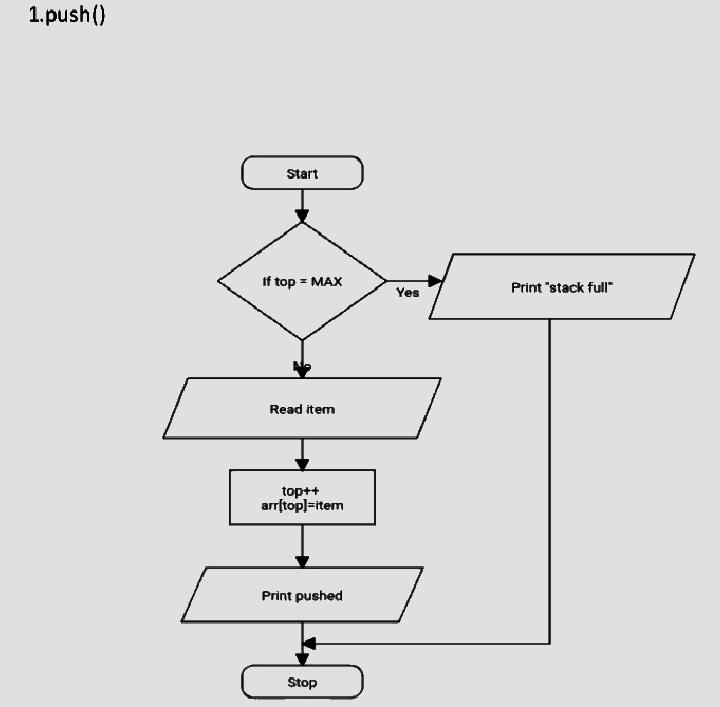 1.push()
Start
If top = MAX
Yes
Print "stack full"
No
Read item
top++
arr[top]=item
Print pushed
Stop